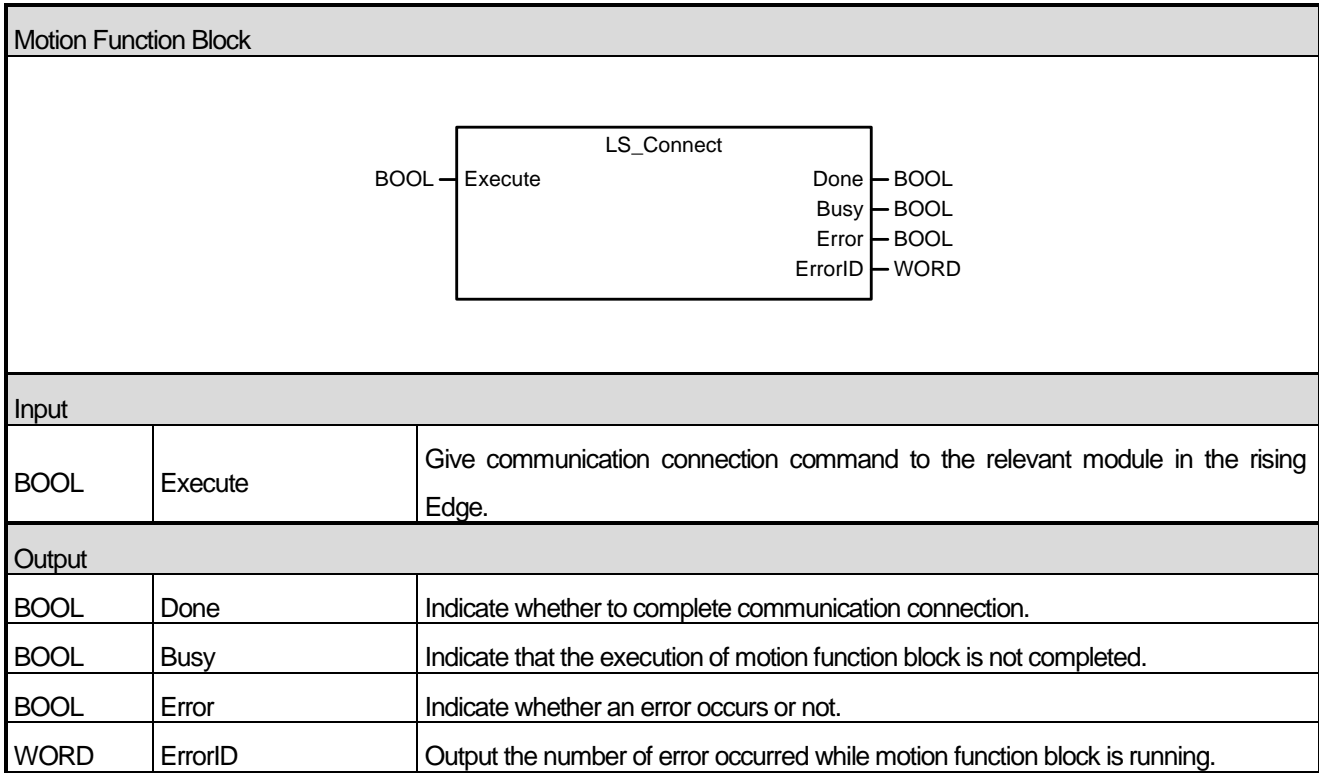 Motion Function Block
LS_Connect
BOOL Execute Done BOOL
Busy BOOL
Error BOOL
ErrorID WORD
Input
BOOL Execute Give communication connection command to the relevant module in the rising
Edge.
Output
BOOL Done Indicate whether to complete communication connection.
BOOL Busy Indicate that the execution of motion function block is not completed.
BOOL Error Indicate whether an error occurs or not.
WORD ErrorID Output the number of error occurred while motion function block is running.